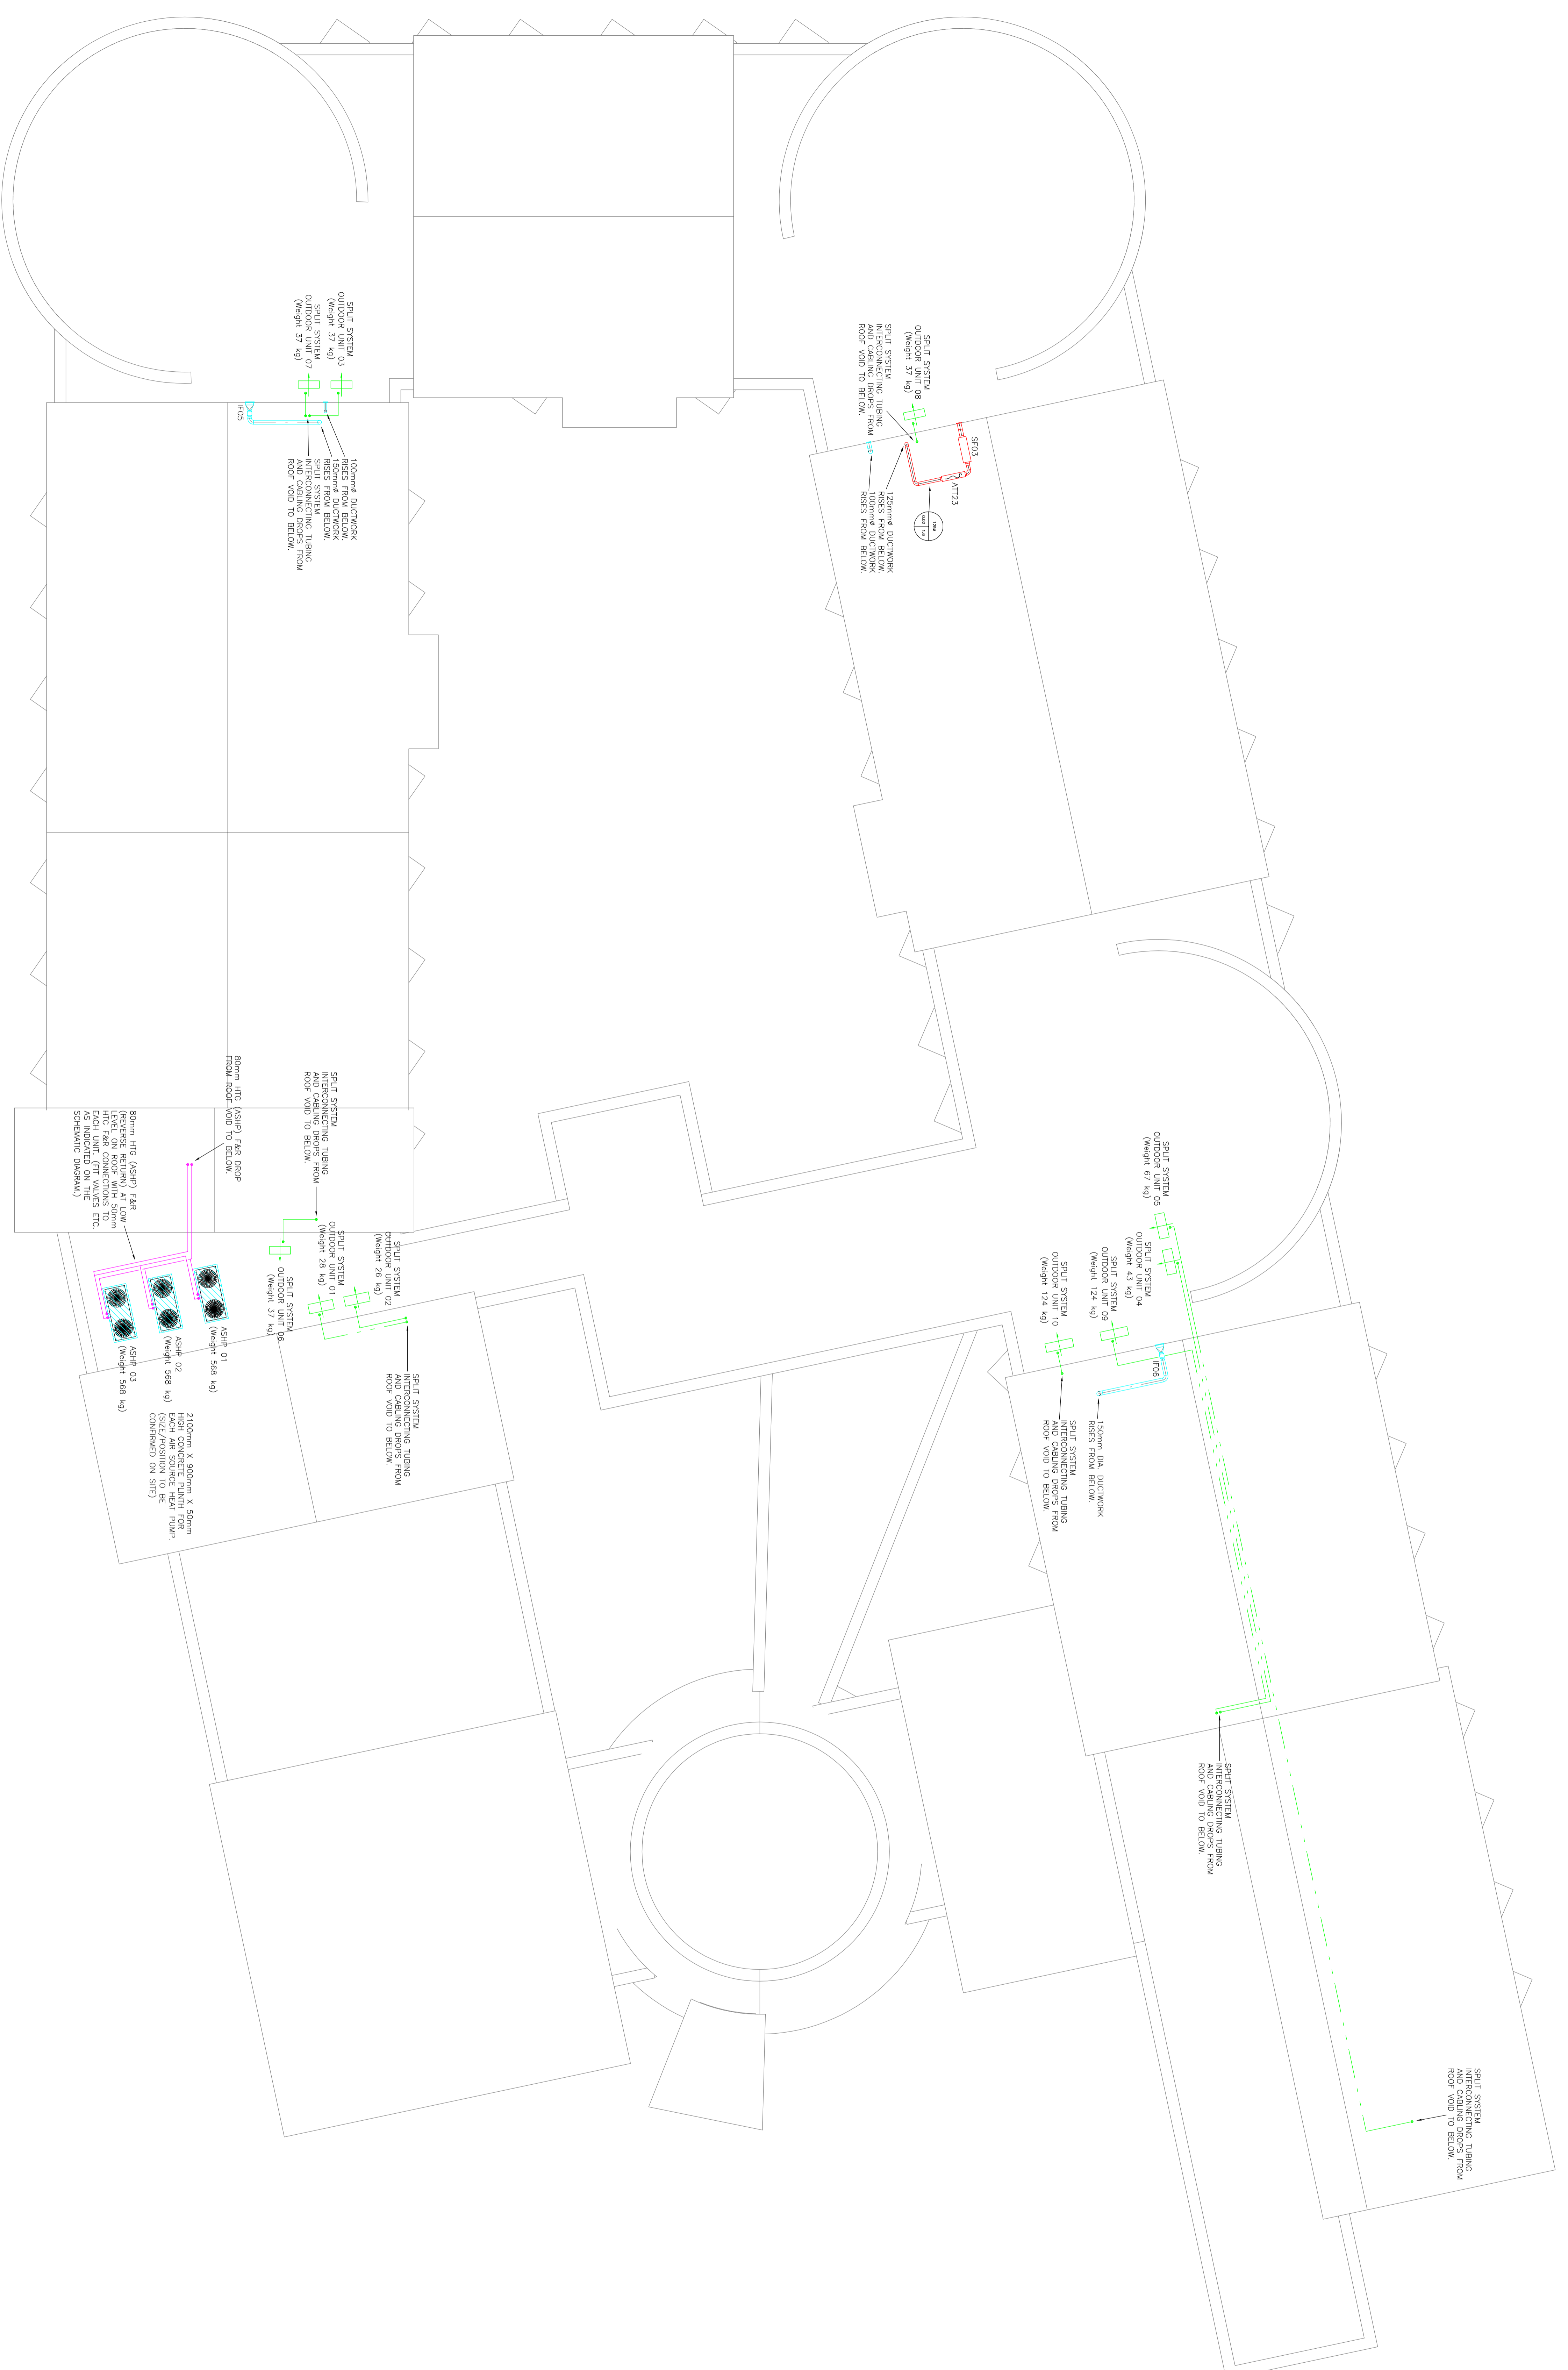 SPLIT SYSTEM
OUTDOOR UNIT 03
(Weight 37 kg)
SPLIT SYSTEM
OUTDOOR UNIT 07
(Weight 37 kg)
IF05
100mmø DUCTWORK
RISES FROM BELOW.
150mmø DUCTWORK
RISES FROM BELOW.
SPLIT SYSTEM
INTERCONNECTING TUBING
AND CABLING DROPS FROM
ROOF VOID TO BELOW.
SPLIT SYSTEM
OUTDOOR UNIT 08
(Weight 37 kg)
SPLIT SYSTEM
INTERCONNECTING TUBING
AND CABLING DROPS FROM
ROOF VOID TO BELOW.
SF03
ATT23
125ø
0.02 1.6
125mmø DUCTWORK
RISES FROM BELOW.
100mmø DUCTWORK
RISES FROM BELOW.
SPLIT SYSTEM
INTERCONNECTING TUBING
AND CABLING DROPS FROM
ROOF VOID TO BELOW.
80mm HTG (ASHP) F&R DROP
FROM ROOF VOID TO BELOW.
80mm HTG (ASHP) F&R
(REVERSE RETURN) AT LOW
LEVEL ON ROOF WITH 50mm
HTG F&R CONNECTIONS TO
EACH UNIT. (FIT VALVES ETC.
AS INDICATED ON THE
SCHEMATIC DIAGRAM.)
SPLIT SYSTEM
OUTDOOR UNIT 02
(Weight 26 kg)
SPLIT SYSTEM
OUTDOOR UNIT 01
(Weight 28 kg)
SPLIT SYSTEM
OUTDOOR UNIT 06
(Weight 37 kg)
ASHP 01
(Weight 568 kg)
ASHP 02
(Weight 568 kg)
ASHP 03
(Weight 568 kg)
SPLIT SYSTEM
INTERCONNECTING TUBING
AND CABLING DROPS FROM
ROOF VOID TO BELOW.
2100mm X 900mm X 50mm
HIGH CONCRETE PLINTH FOR
EACH AIR SOURCE HEAT PUMP.
(SIZE/POSITION TO BE
CONFIRMED ON SITE)
SPLIT SYSTEM
OUTDOOR UNIT 05
(Weight 67 kg)
SPLIT SYSTEM
OUTDOOR UNIT 04
(Weight 43 kg)
SPLIT SYSTEM
OUTDOOR UNIT 09
(Weight 124 kg)
SPLIT SYSTEM
OUTDOOR UNIT 10
(Weight 124 kg)
IF06
150mm DIA. DUCTWORK
RISES FROM BELOW.
SPLIT SYSTEM
INTERCONNECTING TUBING
AND CABLING DROPS FROM
ROOF VOID TO BELOW.
SPLIT SYSTEM
INTERCONNECTING TUBING
AND CABLING DROPS FROM
ROOF VOID TO BELOW.
SPLIT SYSTEM
INTERCONNECTING TUBING
AND CABLING DROPS FROM
ROOF VOID TO BELOW.